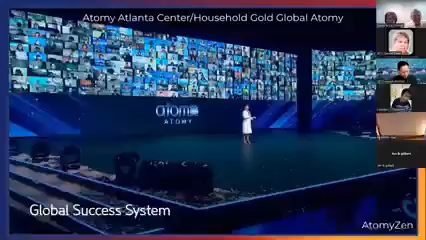 Atomy Atlanta Center/Household Gold Global Atomy
atomy
ATOMY
Global Success System
AtomyZen